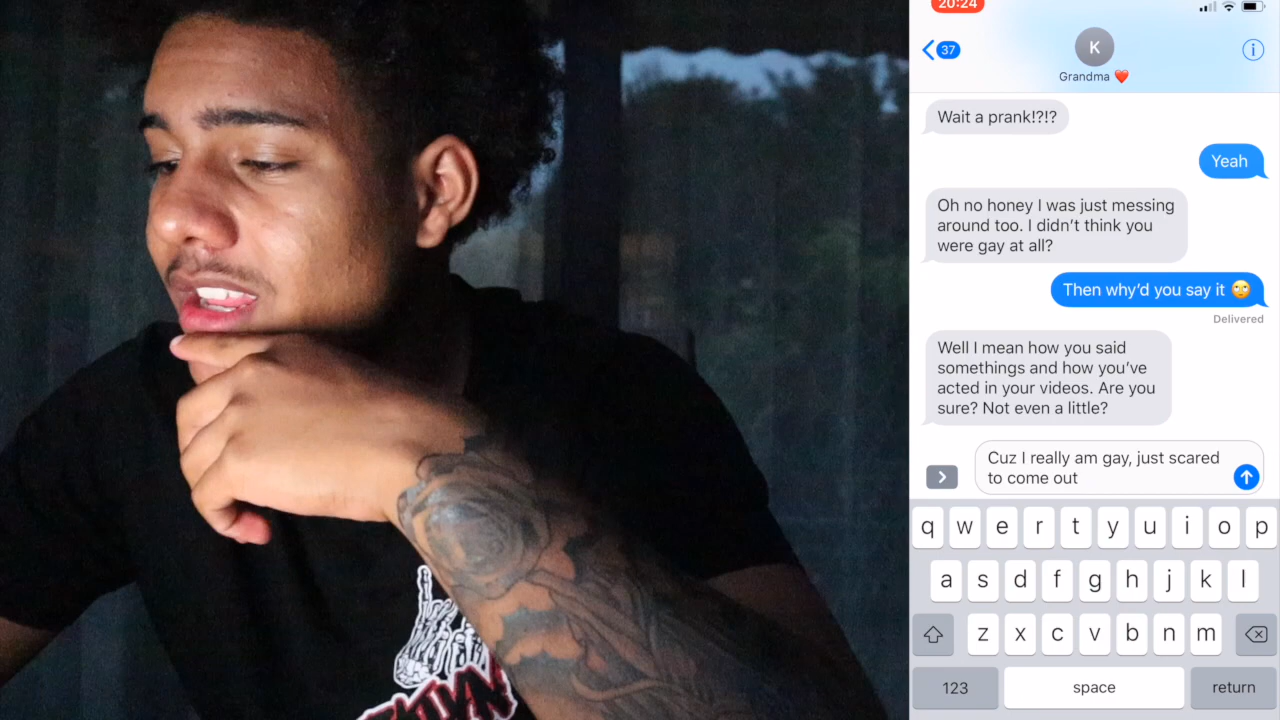 20:24
37
K
Grandma ❤️
Wait a prank!?!?
Yeah
Oh no honey I was just messing
around too. I didn't think you
were gay at all?
Then why'd you say it 🙄
Delivered
Well I mean how you said
somethings and how you've
acted in your videos. Are you
sure? Not even a little?
Cuz I really am gay, just scared
to come out
q w e r t y u i o p
a s d f g h j k l
z x c v b n m
123 space return